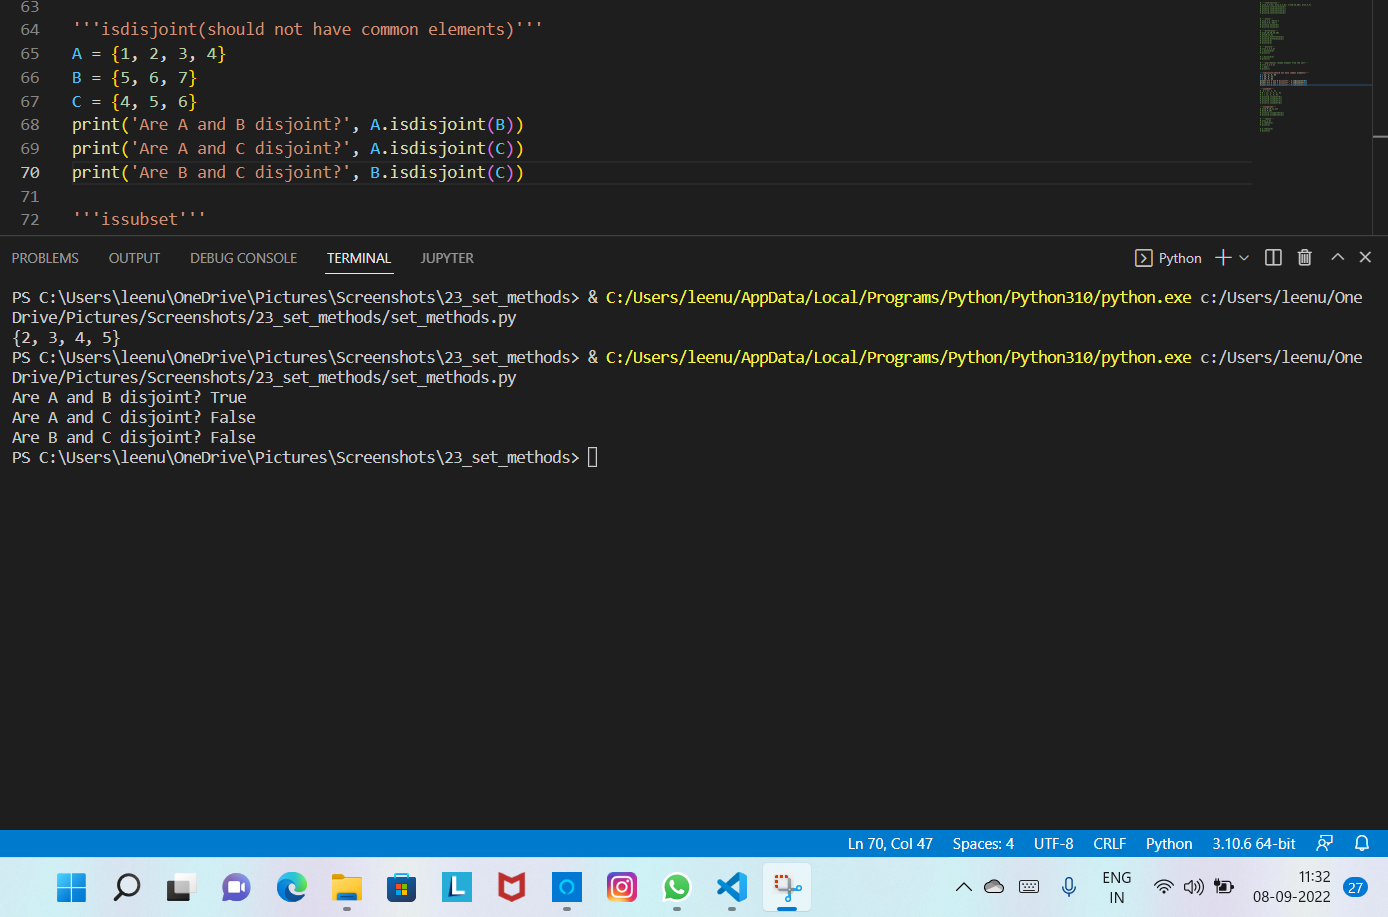 63
64 '''isdisjoint(should not have common elements)'''
65 A = {1, 2, 3, 4}
66 B = {5, 6, 7}
67 C = {4, 5, 6}
68 print('Are A and B disjoint?', A.isdisjoint(B))
69 print('Are A and C disjoint?', A.isdisjoint(C))
70 print('Are B and C disjoint?', B.isdisjoint(C))
71
72 '''issubset'''
PROBLEMS OUTPUT DEBUG CONSOLE TERMINAL JUPYTER Python
PS C:\Users\leenu\OneDrive\Pictures\Screenshots\23_set_methods> & C:/Users/leenu/AppData/Local/Programs/Python/Python310/python.exe c:/Users/leenu/One
Drive/Pictures/Screenshots/23_set_methods/set_methods.py
{2, 3, 4, 5}
PS C:\Users\leenu\OneDrive\Pictures\Screenshots\23_set_methods> & C:/Users/leenu/AppData/Local/Programs/Python/Python310/python.exe c:/Users/leenu/One
Drive/Pictures/Screenshots/23_set_methods/set_methods.py
Are A and B disjoint? True
Are A and C disjoint? False
Are B and C disjoint? False
PS C:\Users\leenu\OneDrive\Pictures\Screenshots\23_set_methods>
Ln 70, Col 47 Spaces: 4 UTF-8 CRLF Python 3.10.6 64-bit
L
ENG 11:32
IN 08-09-2022 27